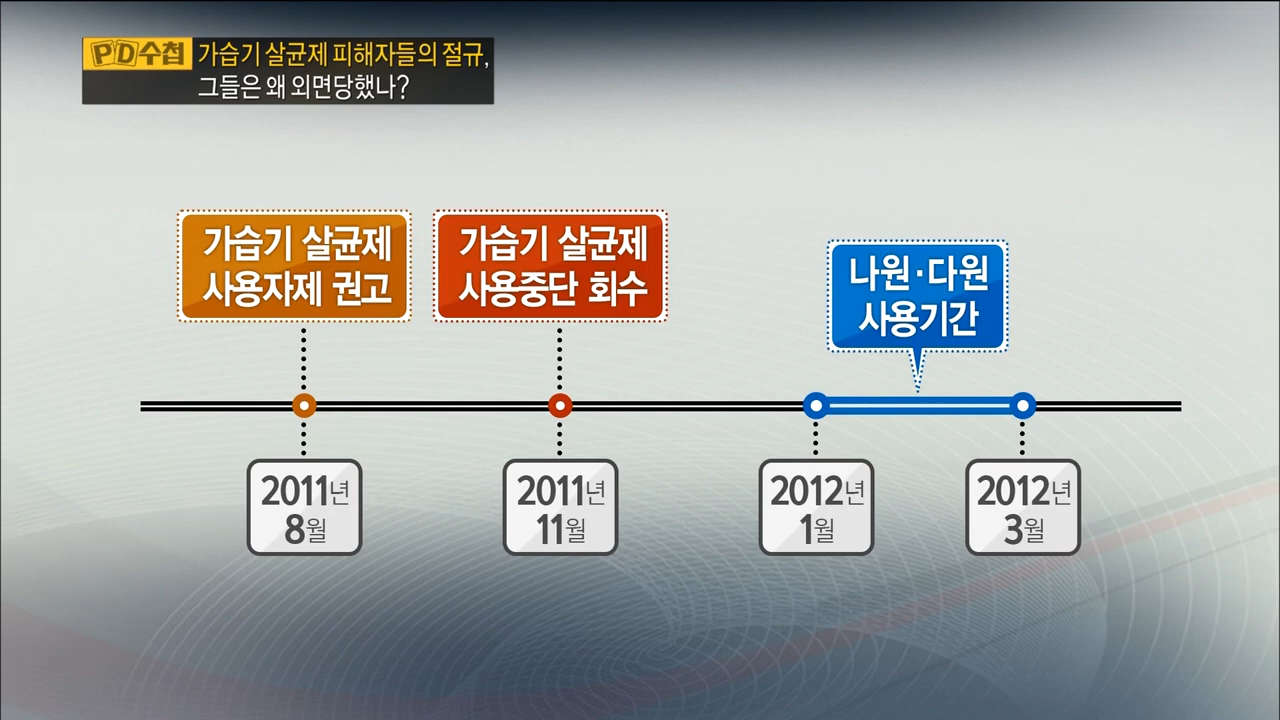 PD수첩 가습기 살균제 피해자들의 절규,
그들은 왜 외면당했나?
가습기 살균제
사용자제 권고
가습기 살균제
사용중단 회수
나원·다원
사용기간
2011년
8월
2011년
11월
2012년
1월
2012년
3월